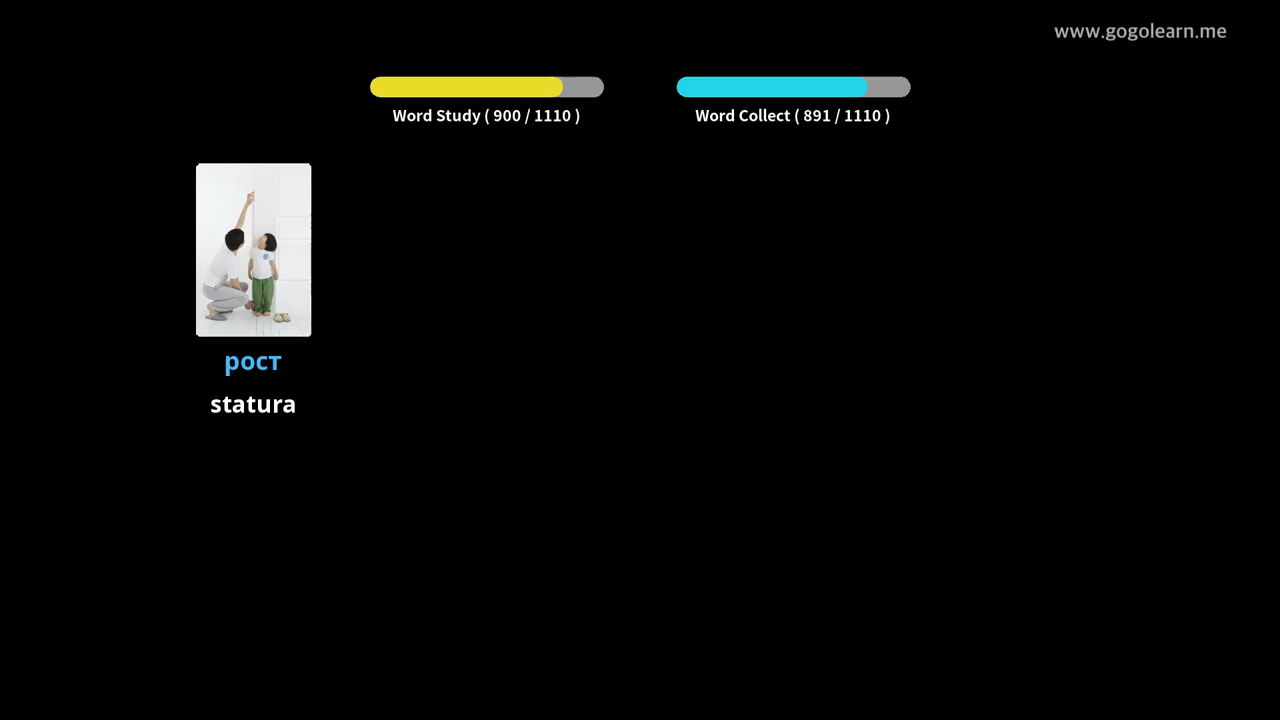 www.gogolearn.me
Word Study ( 900 / 1110 )
Word Collect ( 891 / 1110 )
рост
statura